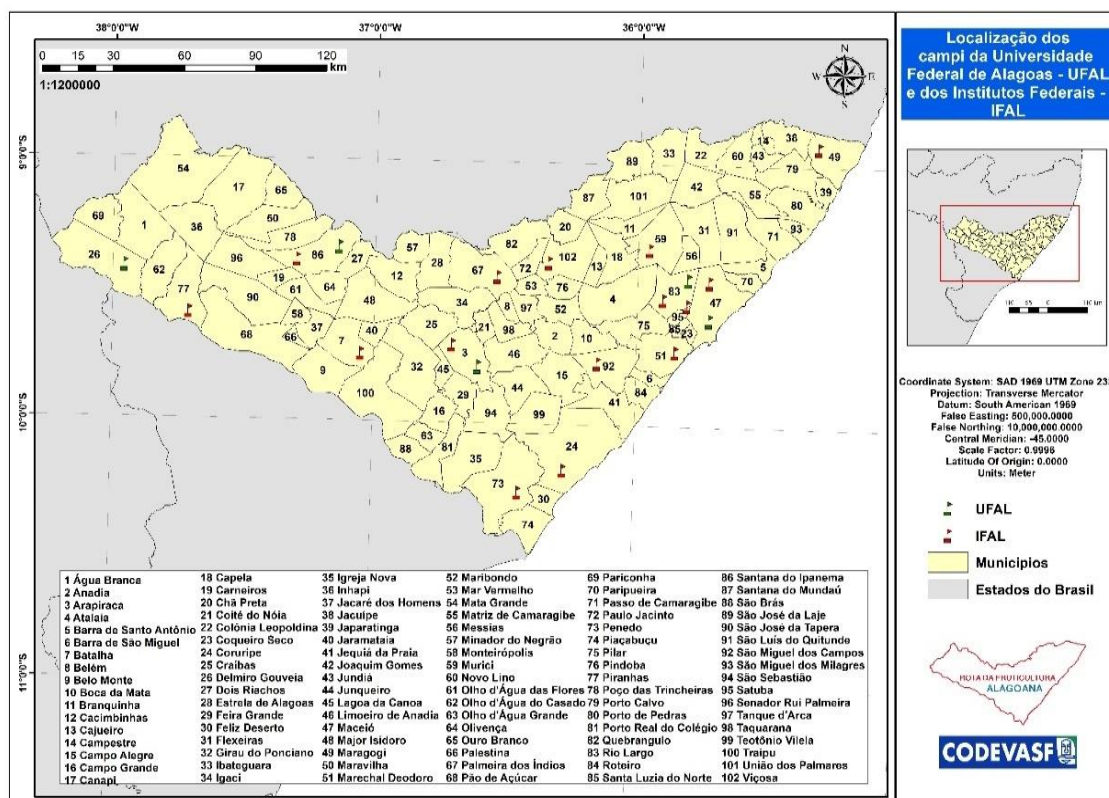 38°0'0"W 37°0'0"W 36°0'0"W
0 15 30 60 90 120
km
1:1200000
N
W E
S
9°0'0"S
10°0'0"S
11°0'0"S
Localização dos
campi da Universidade
Federal de Alagoas - UFAL
e dos Institutos Federais -
IFAL
Coordinate System: SAD 1969 UTM Zone 23
Projection: Transverse Mercator
Datum: South American 1969
False Easting: 500,000.0000
False Northing: 10,000,000.0000
Central Meridian: -45.0000
Scale Factor: 0.9996
Latitude Of Origin: 0.0000
Units: Meter
UFAL
IFAL
Municípios
Estados do Brasil
ROTA DA FRUTICULTURA
ALAGOANA
CODEVASF
1 Água Branca
2 Anadia
3 Arapiraca
4 Atalaia
5 Barra de Santo Antônio
6 Barra de São Miguel
7 Batalha
8 Belém
9 Belo Monte
10 Boca da Mata
11 Branquinha
12 Cacimbinhas
13 Cajueiro
14 Campestre
15 Campo Alegre
16 Campo Grande
17 Canapi
18 Capela
19 Carneiros
20 Chã Preta
21 Coité do Nóia
22 Colônia Leopoldina
23 Coqueiro Seco
24 Coruripe
25 Craíbas
26 Delmiro Gouveia
27 Dois Riachos
28 Estrela de Alagoas
29 Feira Grande
30 Feliz Deserto
31 Flexeiras
32 Girau do Ponciano
33 Ibateguara
34 Igaci
35 Igreja Nova
36 Inhapi
37 Jacaré dos Homens
38 Jacuípe
39 Japaratinga
40 Jaramataia
41 Jequiá da Praia
42 Joaquim Gomes
43 Jundiá
44 Junqueiro
45 Lagoa da Canoa
46 Limoeiro de Anadia
47 Maceió
48 Major Isidoro
49 Maragogi
50 Maravilha
51 Marechal Deodoro
52 Maribondo
53 Mar Vermelho
54 Mata Grande
55 Matriz de Camaragibe
56 Messias
57 Minador do Negrão
58 Monteirópolis
59 Murici
60 Novo Lino
61 Olho d'Água das Flores
62 Olho d'Água do Casado
63 Olho d'Água Grande
64 Olivença
65 Ouro Branco
66 Palestina
67 Palmeira dos Índios
68 Pão de Açúcar
69 Pariconha
70 Paripueira
71 Passo de Camaragibe
72 Paulo Jacinto
73 Penedo
74 Piaçabuçu
75 Pilar
76 Pindoba
77 Piranhas
78 Poço das Trincheiras
79 Porto Calvo
80 Porto de Pedras
81 Porto Real do Colégio
82 Quebrangulo
83 Rio Largo
84 Roteiro
85 Santa Luzia do Norte
86 Santana do Ipanema
87 Santana do Mundaú
88 São Brás
89 São José da Laje
90 São José da Tapera
91 São Luís do Quitunde
92 São Miguel dos Campos
93 São Miguel dos Milagres
94 São Sebastião
95 Satuba
96 Senador Rui Palmeira
97 Tanque d'Arca
98 Taquarana
99 Teotônio Vilela
100 Traipu
101 União dos Palmares
102 Viçosa